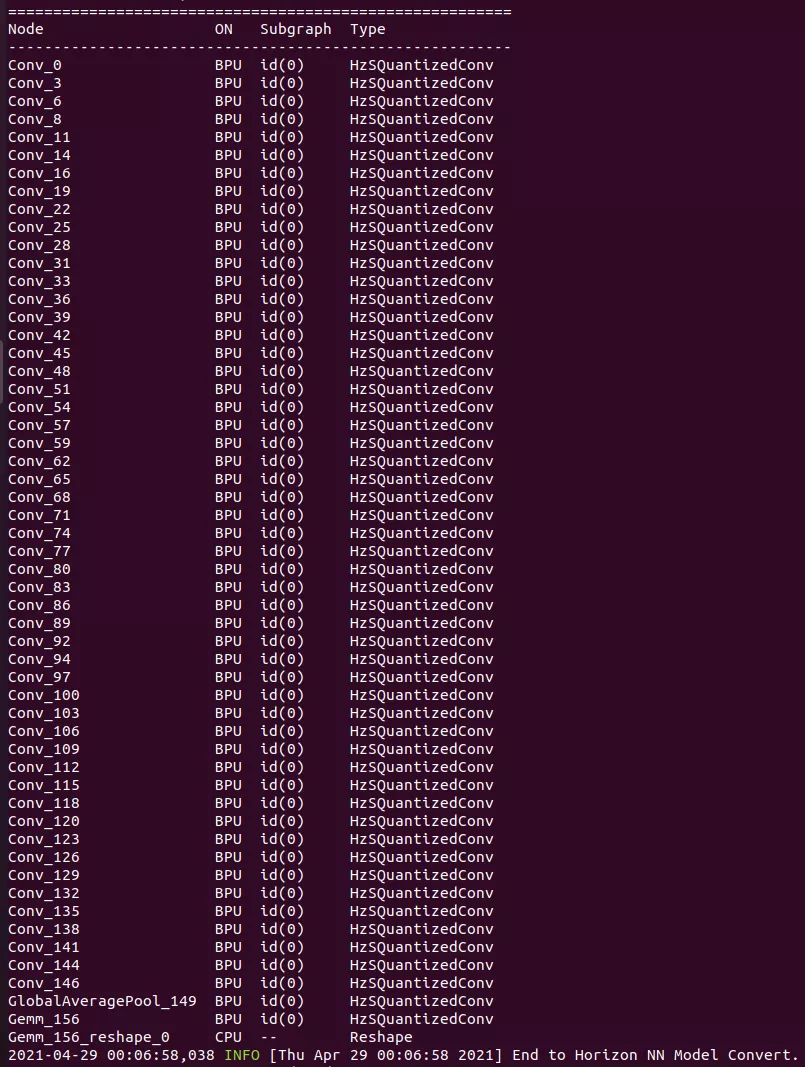 ========================================================
Node                   ON   Subgraph  Type
--------------------------------------------------------
Conv_0                 BPU  id(0)     HzSQuantizedConv
Conv_3                 BPU  id(0)     HzSQuantizedConv
Conv_6                 BPU  id(0)     HzSQuantizedConv
Conv_8                 BPU  id(0)     HzSQuantizedConv
Conv_11                BPU  id(0)     HzSQuantizedConv
Conv_14                BPU  id(0)     HzSQuantizedConv
Conv_16                BPU  id(0)     HzSQuantizedConv
Conv_19                BPU  id(0)     HzSQuantizedConv
Conv_22                BPU  id(0)     HzSQuantizedConv
Conv_25                BPU  id(0)     HzSQuantizedConv
Conv_28                BPU  id(0)     HzSQuantizedConv
Conv_31                BPU  id(0)     HzSQuantizedConv
Conv_33                BPU  id(0)     HzSQuantizedConv
Conv_36                BPU  id(0)     HzSQuantizedConv
Conv_39                BPU  id(0)     HzSQuantizedConv
Conv_42                BPU  id(0)     HzSQuantizedConv
Conv_45                BPU  id(0)     HzSQuantizedConv
Conv_48                BPU  id(0)     HzSQuantizedConv
Conv_51                BPU  id(0)     HzSQuantizedConv
Conv_54                BPU  id(0)     HzSQuantizedConv
Conv_57                BPU  id(0)     HzSQuantizedConv
Conv_59                BPU  id(0)     HzSQuantizedConv
Conv_62                BPU  id(0)     HzSQuantizedConv
Conv_65                BPU  id(0)     HzSQuantizedConv
Conv_68                BPU  id(0)     HzSQuantizedConv
Conv_71                BPU  id(0)     HzSQuantizedConv
Conv_74                BPU  id(0)     HzSQuantizedConv
Conv_77                BPU  id(0)     HzSQuantizedConv
Conv_80                BPU  id(0)     HzSQuantizedConv
Conv_83                BPU  id(0)     HzSQuantizedConv
Conv_86                BPU  id(0)     HzSQuantizedConv
Conv_89                BPU  id(0)     HzSQuantizedConv
Conv_92                BPU  id(0)     HzSQuantizedConv
Conv_94                BPU  id(0)     HzSQuantizedConv
Conv_97                BPU  id(0)     HzSQuantizedConv
Conv_100               BPU  id(0)     HzSQuantizedConv
Conv_103               BPU  id(0)     HzSQuantizedConv
Conv_106               BPU  id(0)     HzSQuantizedConv
Conv_109               BPU  id(0)     HzSQuantizedConv
Conv_112               BPU  id(0)     HzSQuantizedConv
Conv_115               BPU  id(0)     HzSQuantizedConv
Conv_118               BPU  id(0)     HzSQuantizedConv
Conv_120               BPU  id(0)     HzSQuantizedConv
Conv_123               BPU  id(0)     HzSQuantizedConv
Conv_126               BPU  id(0)     HzSQuantizedConv
Conv_129               BPU  id(0)     HzSQuantizedConv
Conv_132               BPU  id(0)     HzSQuantizedConv
Conv_135               BPU  id(0)     HzSQuantizedConv
Conv_138               BPU  id(0)     HzSQuantizedConv
Conv_141               BPU  id(0)     HzSQuantizedConv
Conv_144               BPU  id(0)     HzSQuantizedConv
Conv_146               BPU  id(0)     HzSQuantizedConv
GlobalAveragePool_149  BPU  id(0)     HzSQuantizedConv
Gemm_156               BPU  id(0)     HzSQuantizedConv
Gemm_156_reshape_0     CPU  --        Reshape
2021-04-29 00:06:58,038 INFO [Thu Apr 29 00:06:58 2021] End to Horizon NN Model Convert.